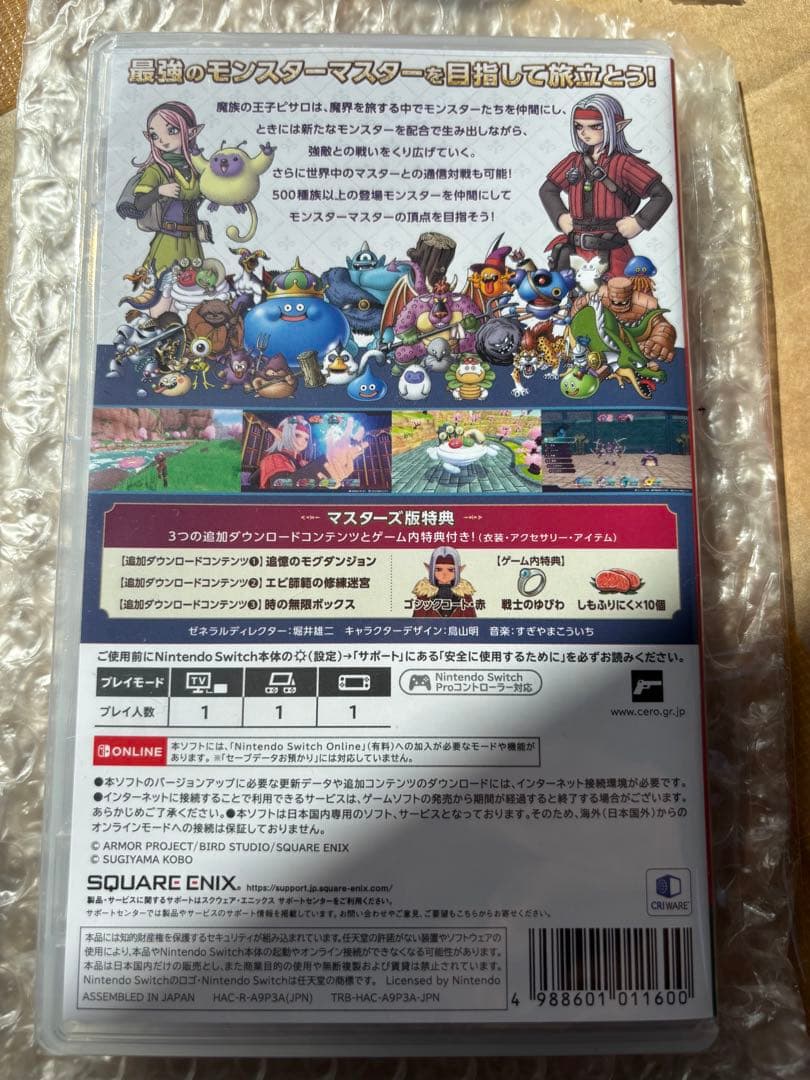 最強のモンスターマスターを目指して旅立とう!
魔族の王子ピサロは、魔界を旅する中でモンスターたちを仲間にし、
ときには新たなモンスターを配合で生み出しながら、
強敵との戦いをくり広げていく。
さらに世界中のマスターとの通信対戦も可能!
500種族以上の登場モンスターを仲間にして
モンスターマスターの頂点を目指そう!
マスターズ版特典
3つの追加ダウンロードコンテンツとゲーム内特典付き!(衣装・アクセサリー・アイテム)
【追加ダウンロードコンテンツ❶】追憶のモグダンジョン
【追加ダウンロードコンテンツ❷】エビ師範の修練迷宮
【追加ダウンロードコンテンツ❸】時の無限ボックス
ゴシックコート・赤
【ゲーム内特典】
戦士のゆびわ
しもふりにく×10個
ゼネラルディレクター:堀井雄二 キャラクターデザイン:鳥山明 音楽:すぎやまこういち
ご使用前にNintendo Switch本体の(設定)→「サポート」にある「安全に使用するために」を必ずお読みください。
プレイモード
TV
プレイ人数 1 1 1
Nintendo Switch
Proコントローラー対応
www.cero.gr.jp
ONLINE
本ソフトには、「Nintendo Switch Online」(有料)への加入が必要なモードや機能が
あります。※「セーブデータお預かり」には対応していません。
●本ソフトのバージョンアップに必要な更新データや追加コンテンツのダウンロードには、インターネット接続環境が必要です。
●インターネットに接続することで利用できるサービスは、ゲームソフトの発売から期間が経過すると終了する場合がございます。
あらかじめご了承ください。●本ソフトは日本国内専用のソフト、サービスとなっております。そのため、海外(日本国外)からの
オンラインモードへの接続は保証しておりません。
© ARMOR PROJECT/BIRD STUDIO/SQUARE ENIX
© SUGIYAMA KOBO
SQUARE ENIX. https://support.jp.square-enix.com/
製品・サービスに関するサポートはスクウェア・エニックス サポートセンターをご利用ください。
サポートセンターでは製品やサービスのサポート情報を掲載しています。お問い合わせやご意見、ご要望もこちらからお寄せください。
CRIWARE
本品には知的財産権を保護するセキュリティが組み込まれています。任天堂の許諾がない装置やソフトウェアの
使用により、本品やNintendo Switch本体の起動やオンライン接続ができなくなる可能性があります。
本品は日本国内だけの販売とし、また商業目的の使用や無断複製および賃貸は禁止されています。
Nintendo Switchのロゴ・Nintendo Switchは任天堂の商標です。 Licensed by Nintendo
ASSEMBLED IN JAPAN HAC-R-A9P3A(JPN) TRB-HAC-A9P3A-JPN
4 988601 011600